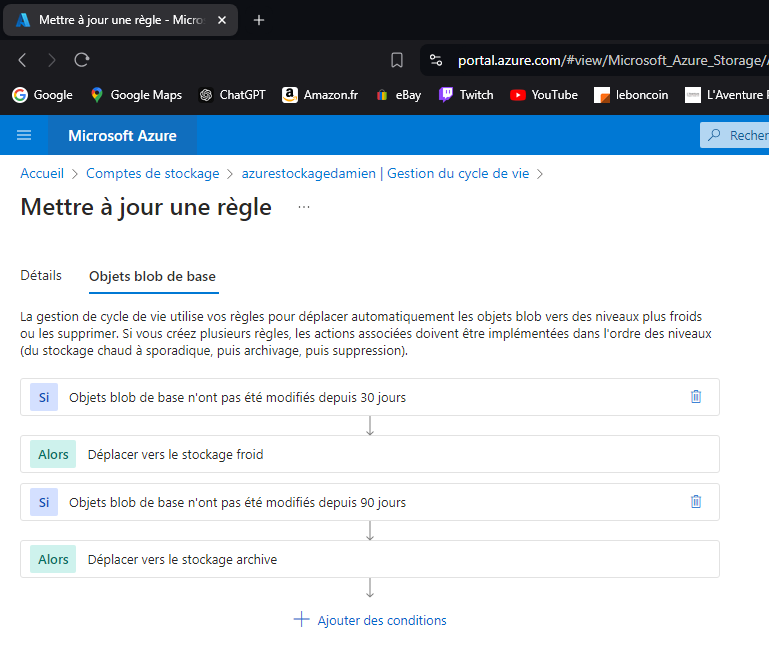 Mettre à jour une règle - Micro
portal.azure.com/#view/Microsoft_Azure_Storage/
Google Google Maps ChatGPT Amazon.fr eBay Twitch YouTube leboncoin L'Aventure
Microsoft Azure Recher
Accueil > Comptes de stockage > azurestockagedamien | Gestion du cycle de vie >
Mettre à jour une règle ...
Détails Objets blob de base
La gestion de cycle de vie utilise vos règles pour déplacer automatiquement les objets blob vers des niveaux plus froids
ou les supprimer. Si vous créez plusieurs règles, les actions associées doivent être implémentées dans l'ordre des niveaux
(du stockage chaud à sporadique, puis archivage, puis suppression).
Si Objets blob de base n'ont pas été modifiés depuis 30 jours
Alors Déplacer vers le stockage froid
Si Objets blob de base n'ont pas été modifiés depuis 90 jours
Alors Déplacer vers le stockage archive
Ajouter des conditions